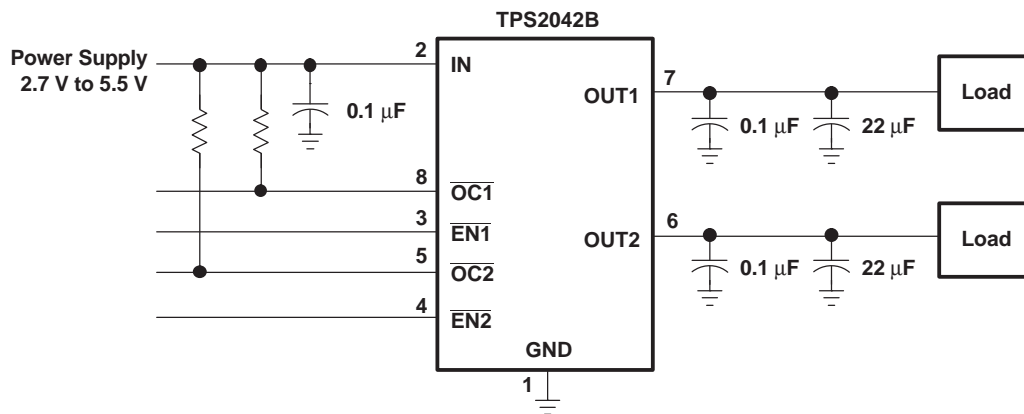 TPS2042B
Power Supply
2.7 V to 5.5 V
2
IN
0.1 μF
8
OC1
3
EN1
5
OC2
4
EN2
GND
1
OUT1
7
0.1 μF
22 μF
Load
OUT2
6
0.1 μF
22 μF
Load